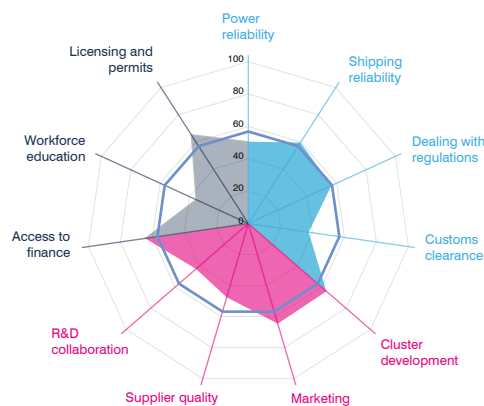 Power
reliability
Licensing and
permits
Shipping
reliability
100
80
60
40
20
0
Workforce
education
Dealing with
regulations
Access to
finance
Customs
clearance
R&D
collaboration
Cluster
development
Supplier quality
Marketing